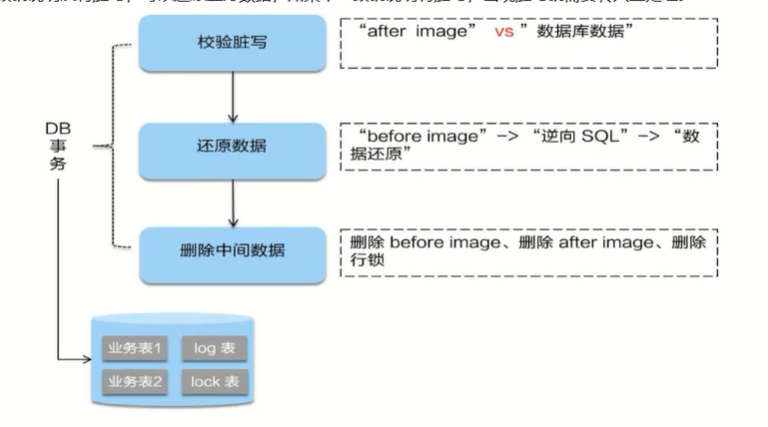 校验脏写
“after image” vs ” 数据库数据”
DB
事
务
还原数据
“before image” –> “逆向 SQL” –> “数
据还原”
删除中间数据
删除 before image、删除 after image、删除
行锁
业务表1
log 表
业务表2
lock 表